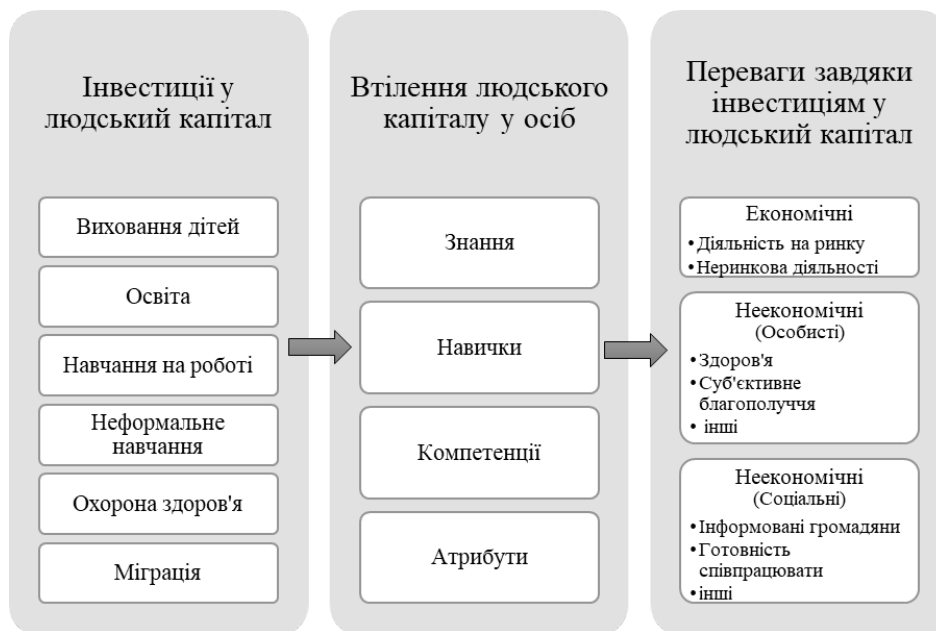 Інвестиції у
людський капітал
Виховання дітей
Освіта
Навчання на роботі
Неформальне
навчання
Охорона здоров'я
Міграція
Втілення людського
капіталу у осіб
Знання
Навички
Компетенції
Атрибути
Переваги завдяки
інвестиціям у
людський капітал
Економічні
•Діяльність на ринку
•Неринкова діяльності
Неекономічні
(Особисті)
•Здоров'я
•Суб'єктивне
благополуччя
• інші
Неекономічні
(Соціальні)
•Інформовані громадяни
•Готовність
співпрацювати
•інші